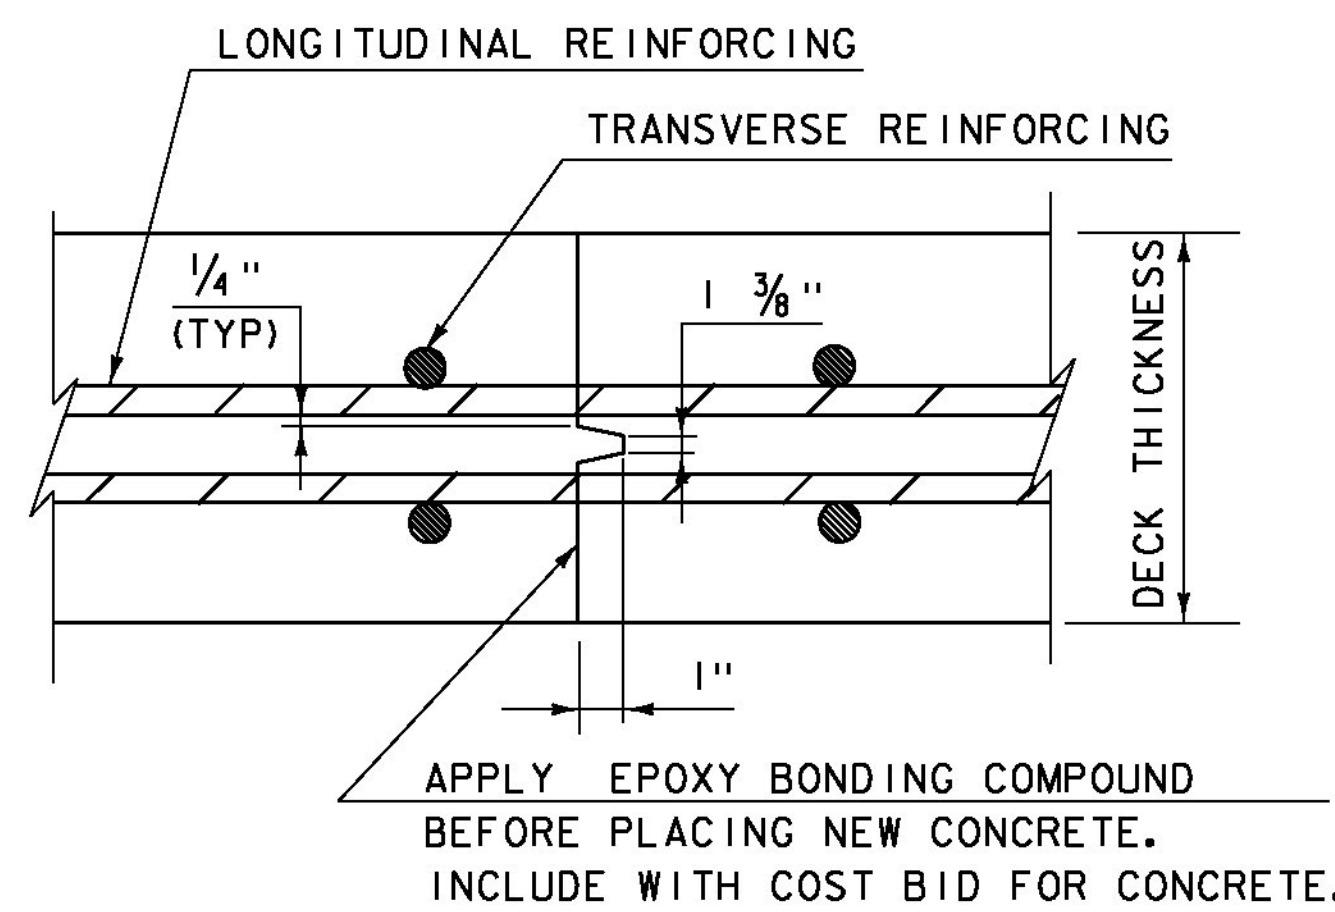 LONGITUDINAL REINFORCING
TRANSVERSE REINFORCING
1/4"
(TYP)
1 3/8"
DECK THICKNESS
1"
APPLY EPOXY BONDING COMPOUND
BEFORE PLACING NEW CONCRETE.
INCLUDE WITH COST BID FOR CONCRETE.